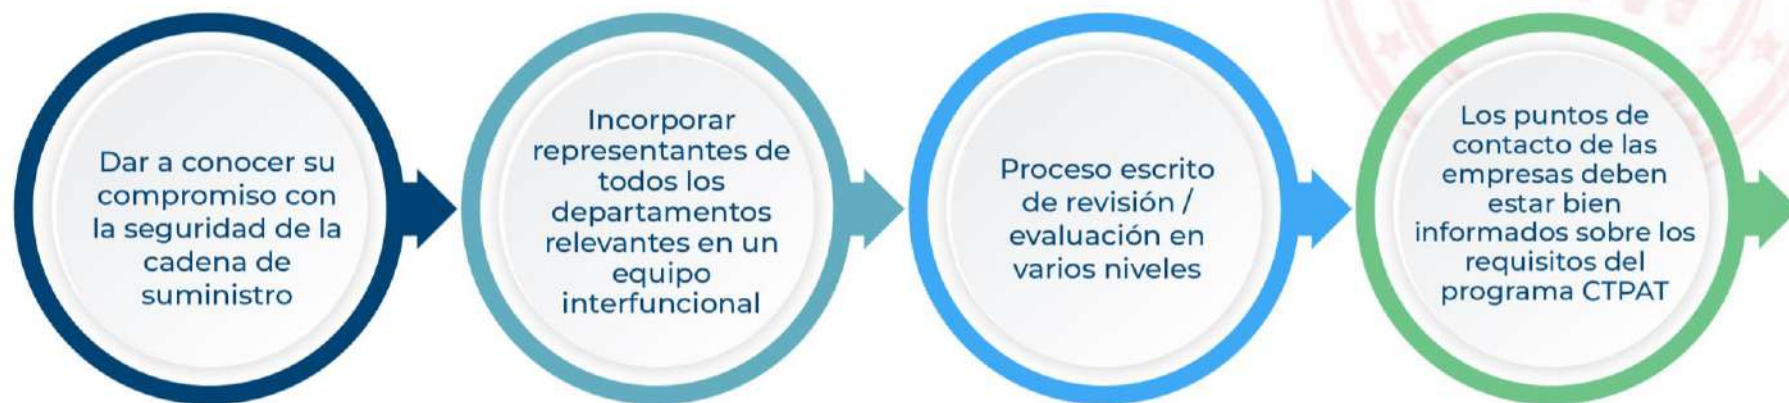 Dar a conocer su
compromiso con
la seguridad de la
cadena de
suministro
Incorporar
representantes de
todos los
departamentos
relevantes en un
equipo
interfuncional
Proceso escrito
de revisión /
evaluación en
varios niveles
Los puntos de
contacto de las
empresas deben
estar bien
informados sobre los
requisitos del
programa CTPAT